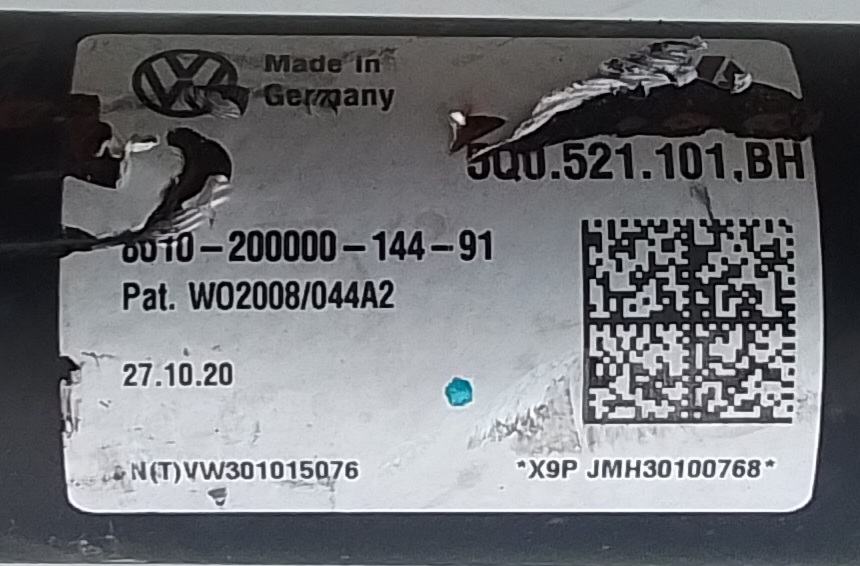 Made in
Germany
5Q0.521.101.BH
6010-200000-144-91
Pat. WO2008/044A2
27.10.20
N(T)VW301015076
*X9P JMH30100768*